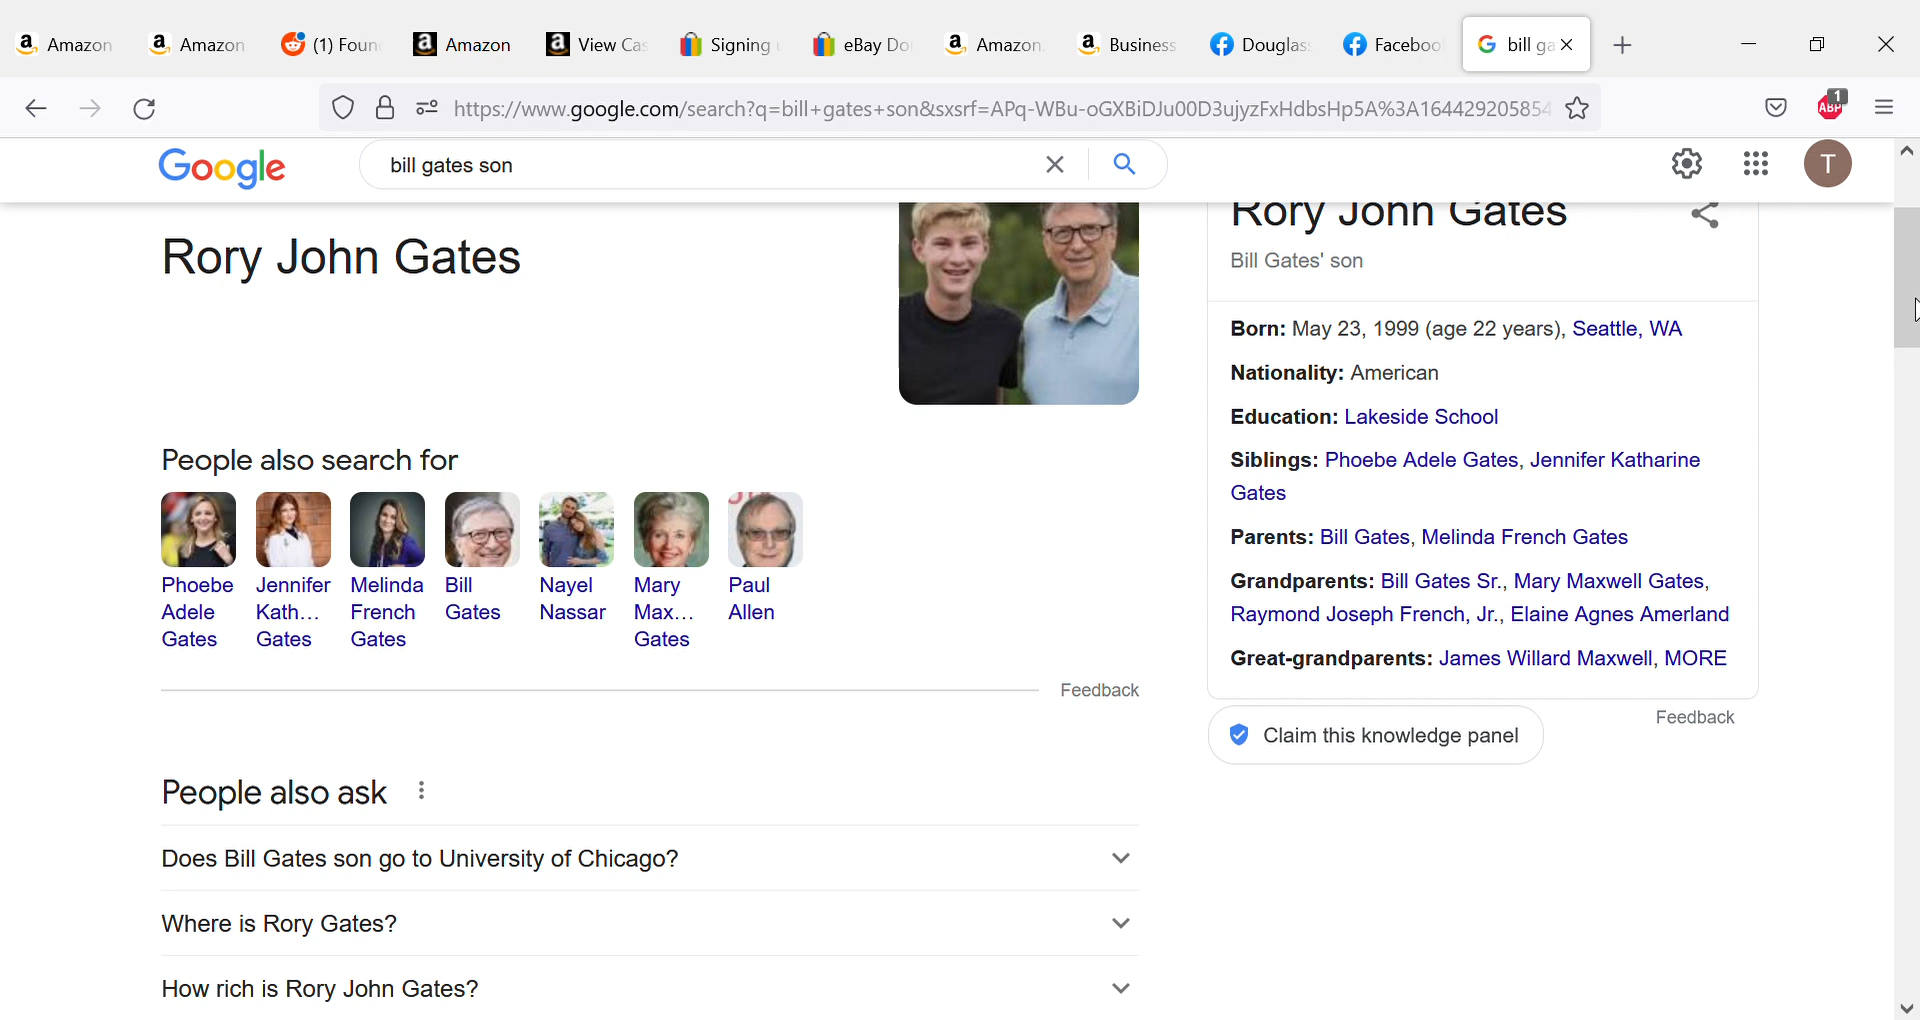 Amazon
Amazon
(1) Foun
Amazon
View Cas
Signing
eBay Do
Amazon.
Business
Douglas
Faceboo
bill ga
https://www.google.com/search?q=bill+gates+son&sxsrf=APq-WBu-oGXBiDJu00D3ujyzFxHdbsHp5A%3A164429205854
ABP
1
Google
bill gates son
T
Rory John Gates
Rory John Gates
Bill Gates' son
Born: May 23, 1999 (age 22 years), Seattle, WA
Nationality: American
Education: Lakeside School
Siblings: Phoebe Adele Gates, Jennifer Katharine
Gates
Parents: Bill Gates, Melinda French Gates
Grandparents: Bill Gates Sr., Mary Maxwell Gates,
Raymond Joseph French, Jr., Elaine Agnes Amerland
Great-grandparents: James Willard Maxwell, MORE
Feedback
Claim this knowledge panel
People also search for
Phoebe
Adele
Gates
Jennifer
Kath...
Gates
Melinda
French
Gates
Bill
Gates
Nayel
Nassar
Mary
Max...
Gates
Paul
Allen
Feedback
People also ask
Does Bill Gates son go to University of Chicago?
Where is Rory Gates?
How rich is Rory John Gates?